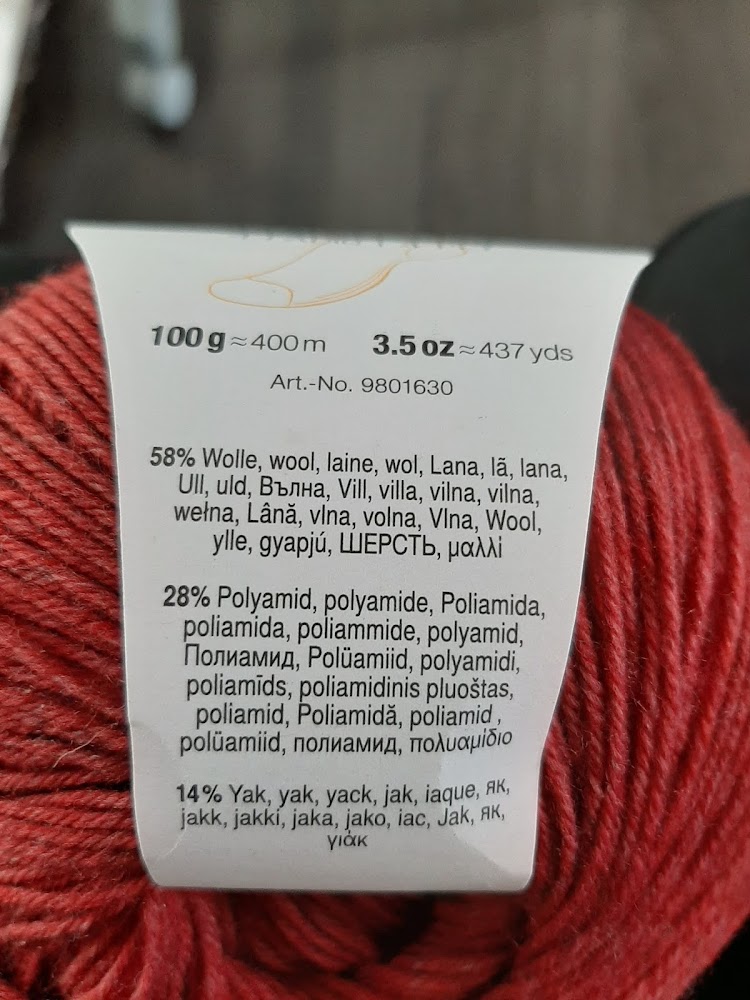 100 g ≈ 400 m 3.5 oz ≈ 437 yds
Art.-No. 9801630
58% Wolle, wool, laine, wol, Lana, lã, lana,
Ull, uld, Вълна, Vill, villa, vilna, vilna,
wełna, Lână, vlna, volna, Vlna, Wool,
ylle, gyapjú, ШЕРСТЬ, μαλλί
28% Polyamid, polyamide, Poliamida,
poliamida, poliammide, polyamid,
Полиамид, Polüamiid, polyamidi,
poliamīds, poliamidinis pluoštas,
poliamid, Poliamidă, poliamid ,
polüamiid, полиамид, πολυαμίδιο
14% Yak, yak, yack, jak, iaque, як,
jakk, jakki, jaka, jako, iac, Jak, як,
γιάκ